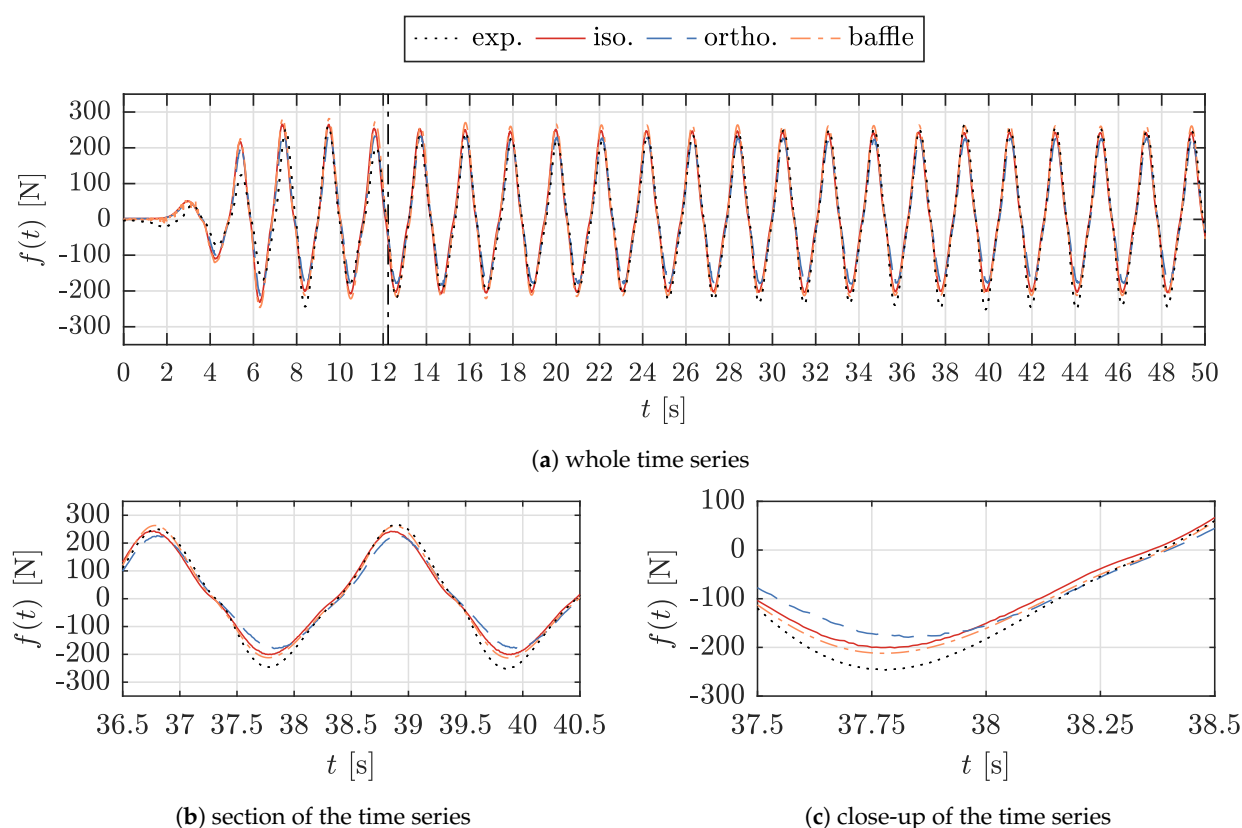 exp. iso. ortho. baffle
300
200
100
0
-100
-200
-300
f(t) [N]
0 2 4 6 8 10 12 14 16 18 20 22 24 26 28 30 32 34 36 38 40 42 44 46 48 50
t [s]
(a) whole time series
300
200
100
0
-100
-200
-300
f(t) [N]
36.5 37 37.5 38 38.5 39 39.5 40 40.5
t [s]
(b) section of the time series
100
0
-100
-200
-300
f(t) [N]
37.5 37.75 38 38.25 38.5
t [s]
(c) close-up of the time series